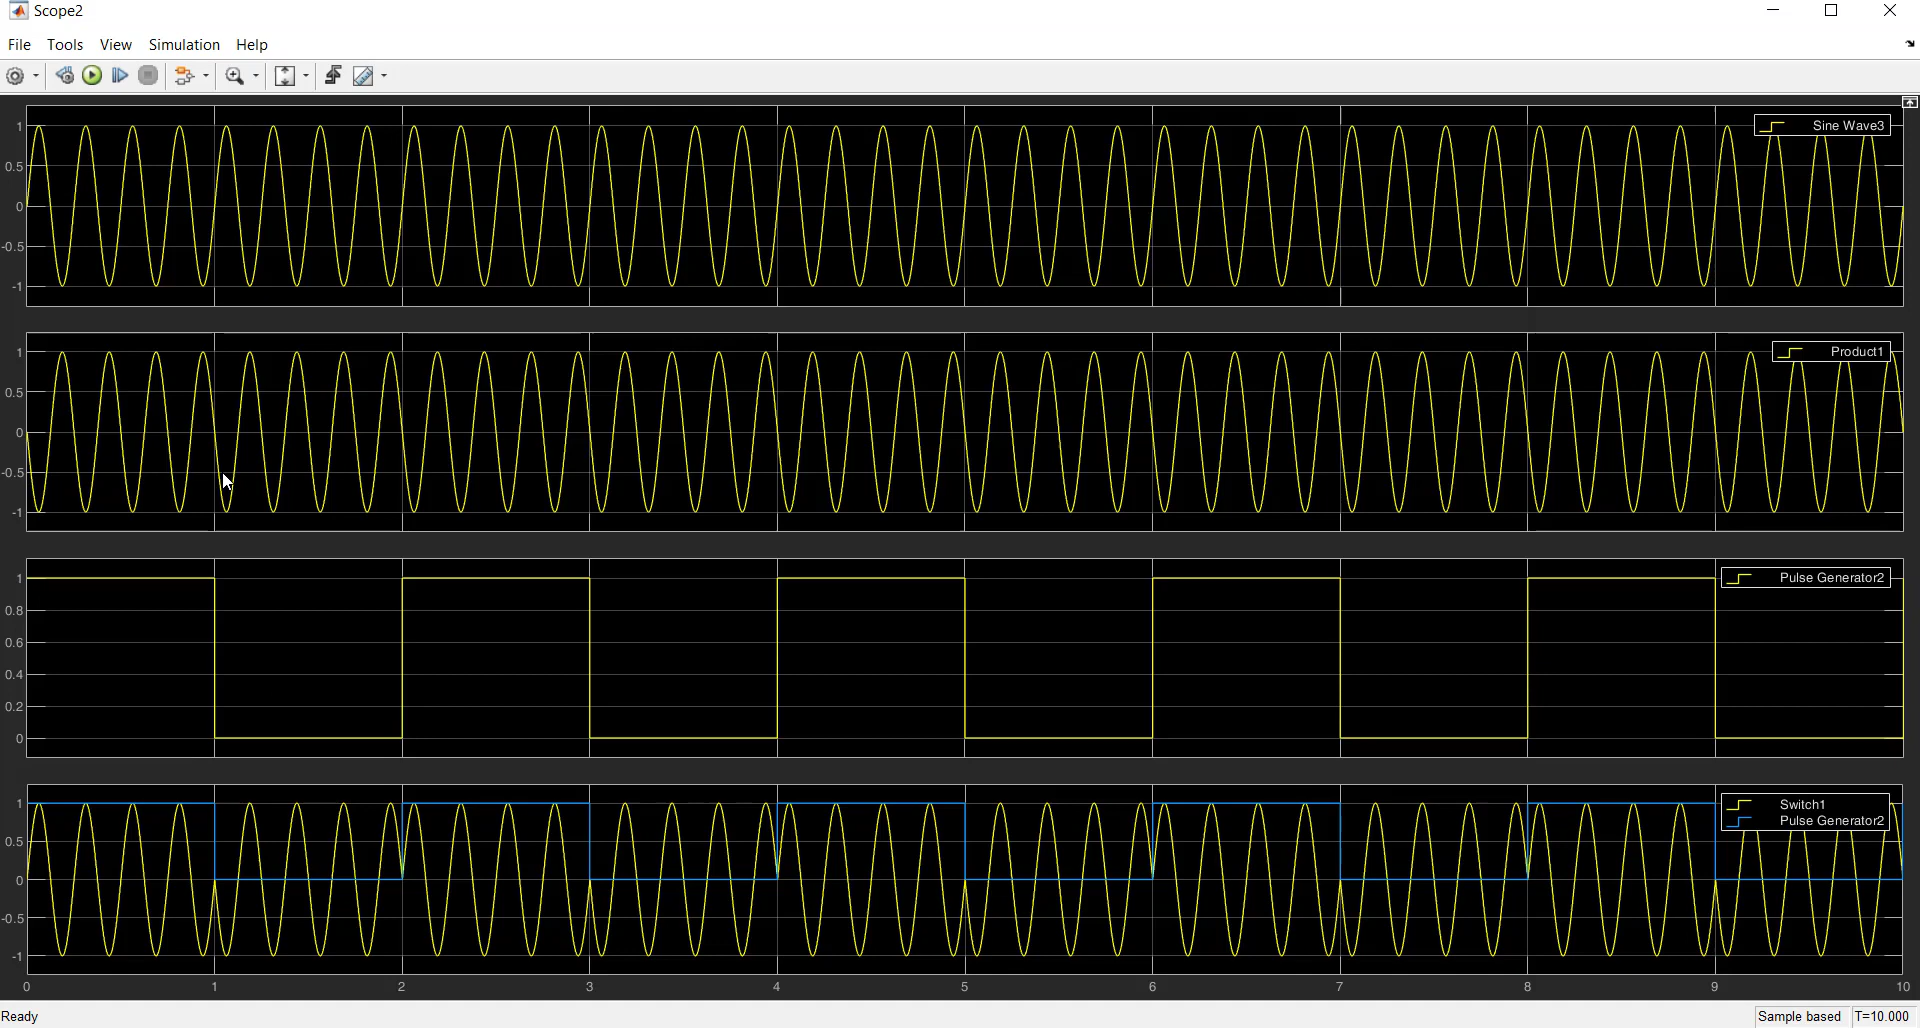 Scope2
File Tools View Simulation Help
Sine Wave3
1
0.5
0
-0.5
-1
Product1
1
0.5
0
-0.5
-1
Pulse Generator2
1
0.8
0.6
0.4
0.2
0
Switch1
Pulse Generator2
1
0.5
0
-0.5
-1
0 1 2 3 4 5 6 7 8 9 10
Ready Sample based T=10.000